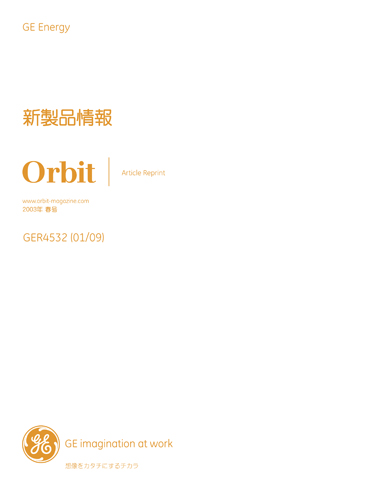 GE Energy
新製品情報
Orbit
Article Reprint
www.orbit-magazine.com
2003年 春号
GER4532 (01/09)
GE imagination at work
想像をカタチにするチカラ